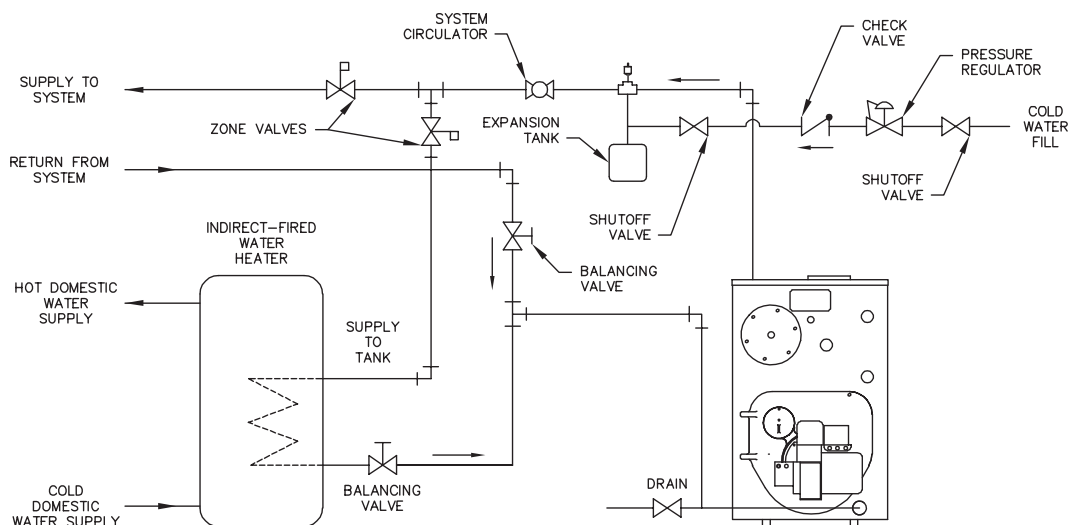 SYSTEM
CIRCULATOR
CHECK
VALVE
PRESSURE
REGULATOR
SUPPLY TO
SYSTEM
ZONE VALVES
EXPANSION
TANK
COLD
WATER
FILL
RETURN FROM
SYSTEM
SHUTOFF
VALVE
SHUTOFF
VALVE
INDIRECT-FIRED
WATER
HEATER
BALANCING
VALVE
HOT DOMESTIC
WATER
SUPPLY
SUPPLY
TO
TANK
COLD
DOMESTIC
WATER SUPPLY
BALANCING
VALVE
DRAIN